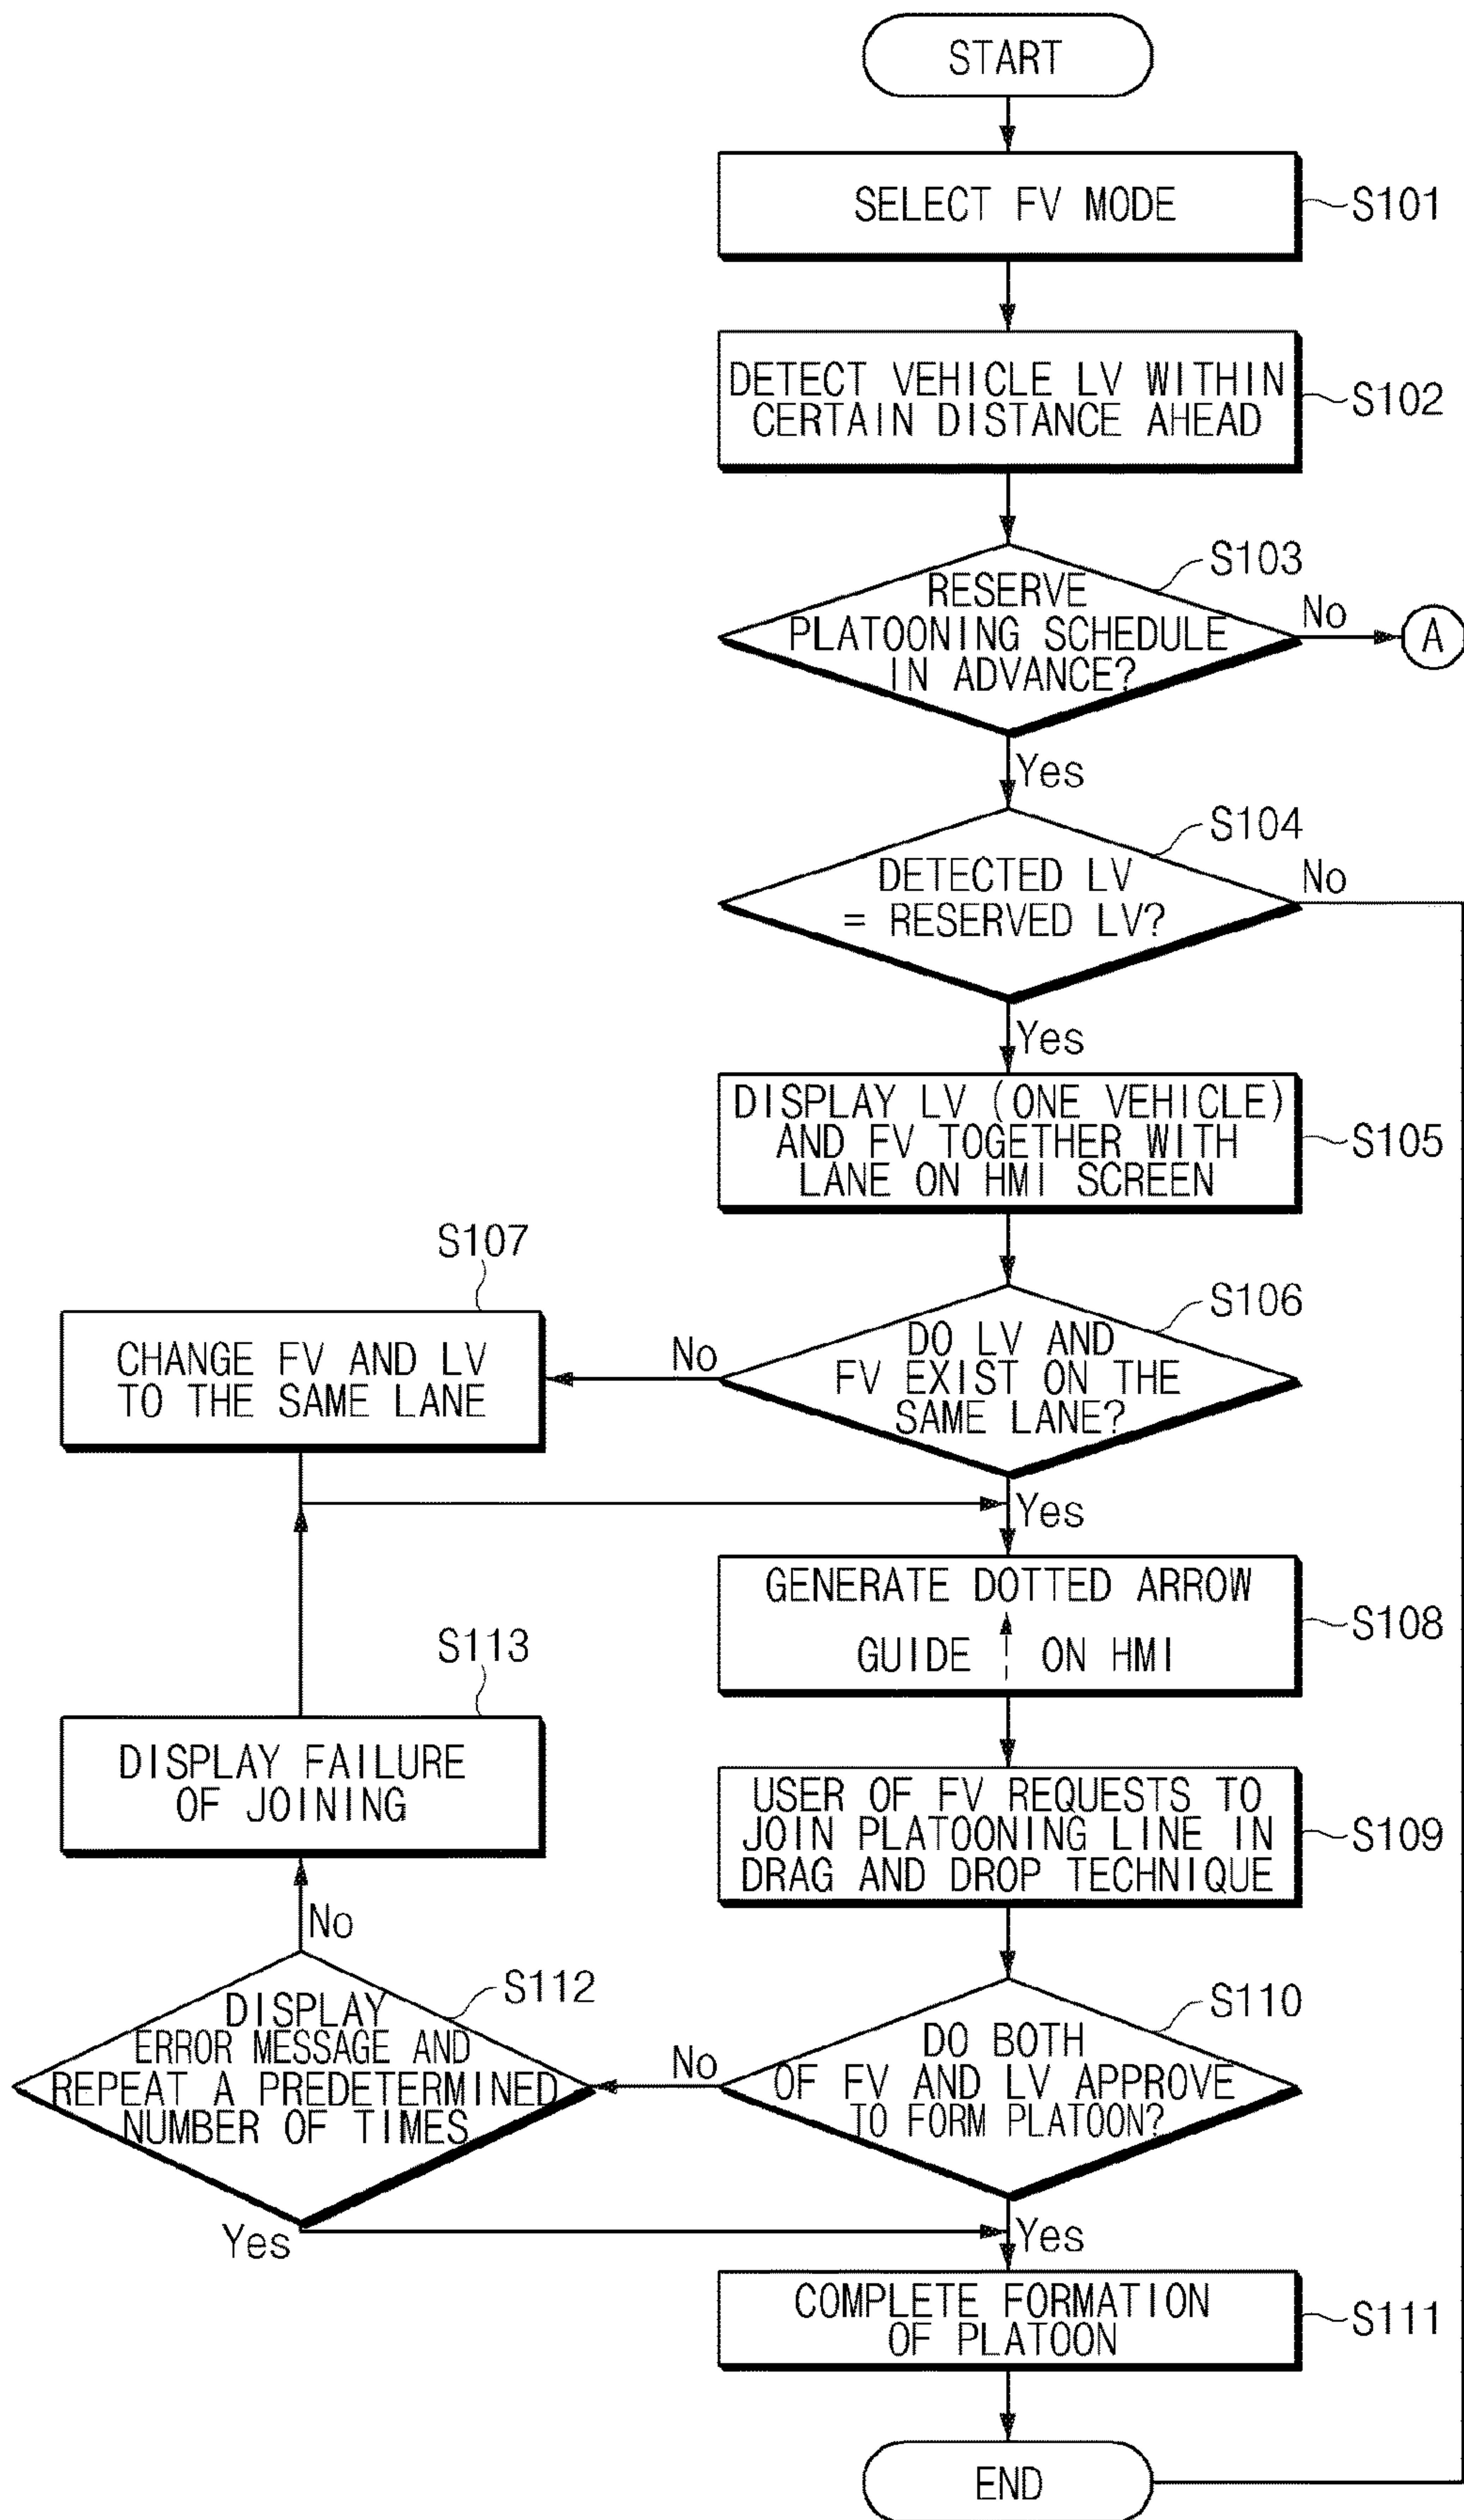 START
SELECT FV MODE
S101
DETECT VEHICLE LV WITHIN
CERTAIN DISTANCE AHEAD
S102
S103
RESERVE
PLATOONING SCHEDULE
IN ADVANCE?
No
A
Yes
S104
DETECTED LV
= RESERVED LV?
No
Yes
DISPLAY LV (ONE VEHICLE)
AND FV TOGETHER WITH
LANE ON HMI SCREEN
S105
S107
CHANGE FV AND LV
TO THE SAME LANE
S106
DO LV AND
FV EXIST ON THE
SAME LANE?
No
Yes
GENERATE DOTTED ARROW
GUIDE ON HMI
S108
S113
DISPLAY FAILURE
OF JOINING
USER OF FV REQUESTS TO
JOIN PLATOONING LINE IN
DRAG AND DROP TECHNIQUE
S109
No
S112
DISPLAY
ERROR MESSAGE AND
REPEAT A PREDETERMINED
NUMBER OF TIMES
S110
DO BOTH
OF FV AND LV APPROVE
TO FORM PLATOON?
No
Yes
Yes
COMPLETE FORMATION
OF PLATOON
S111
END